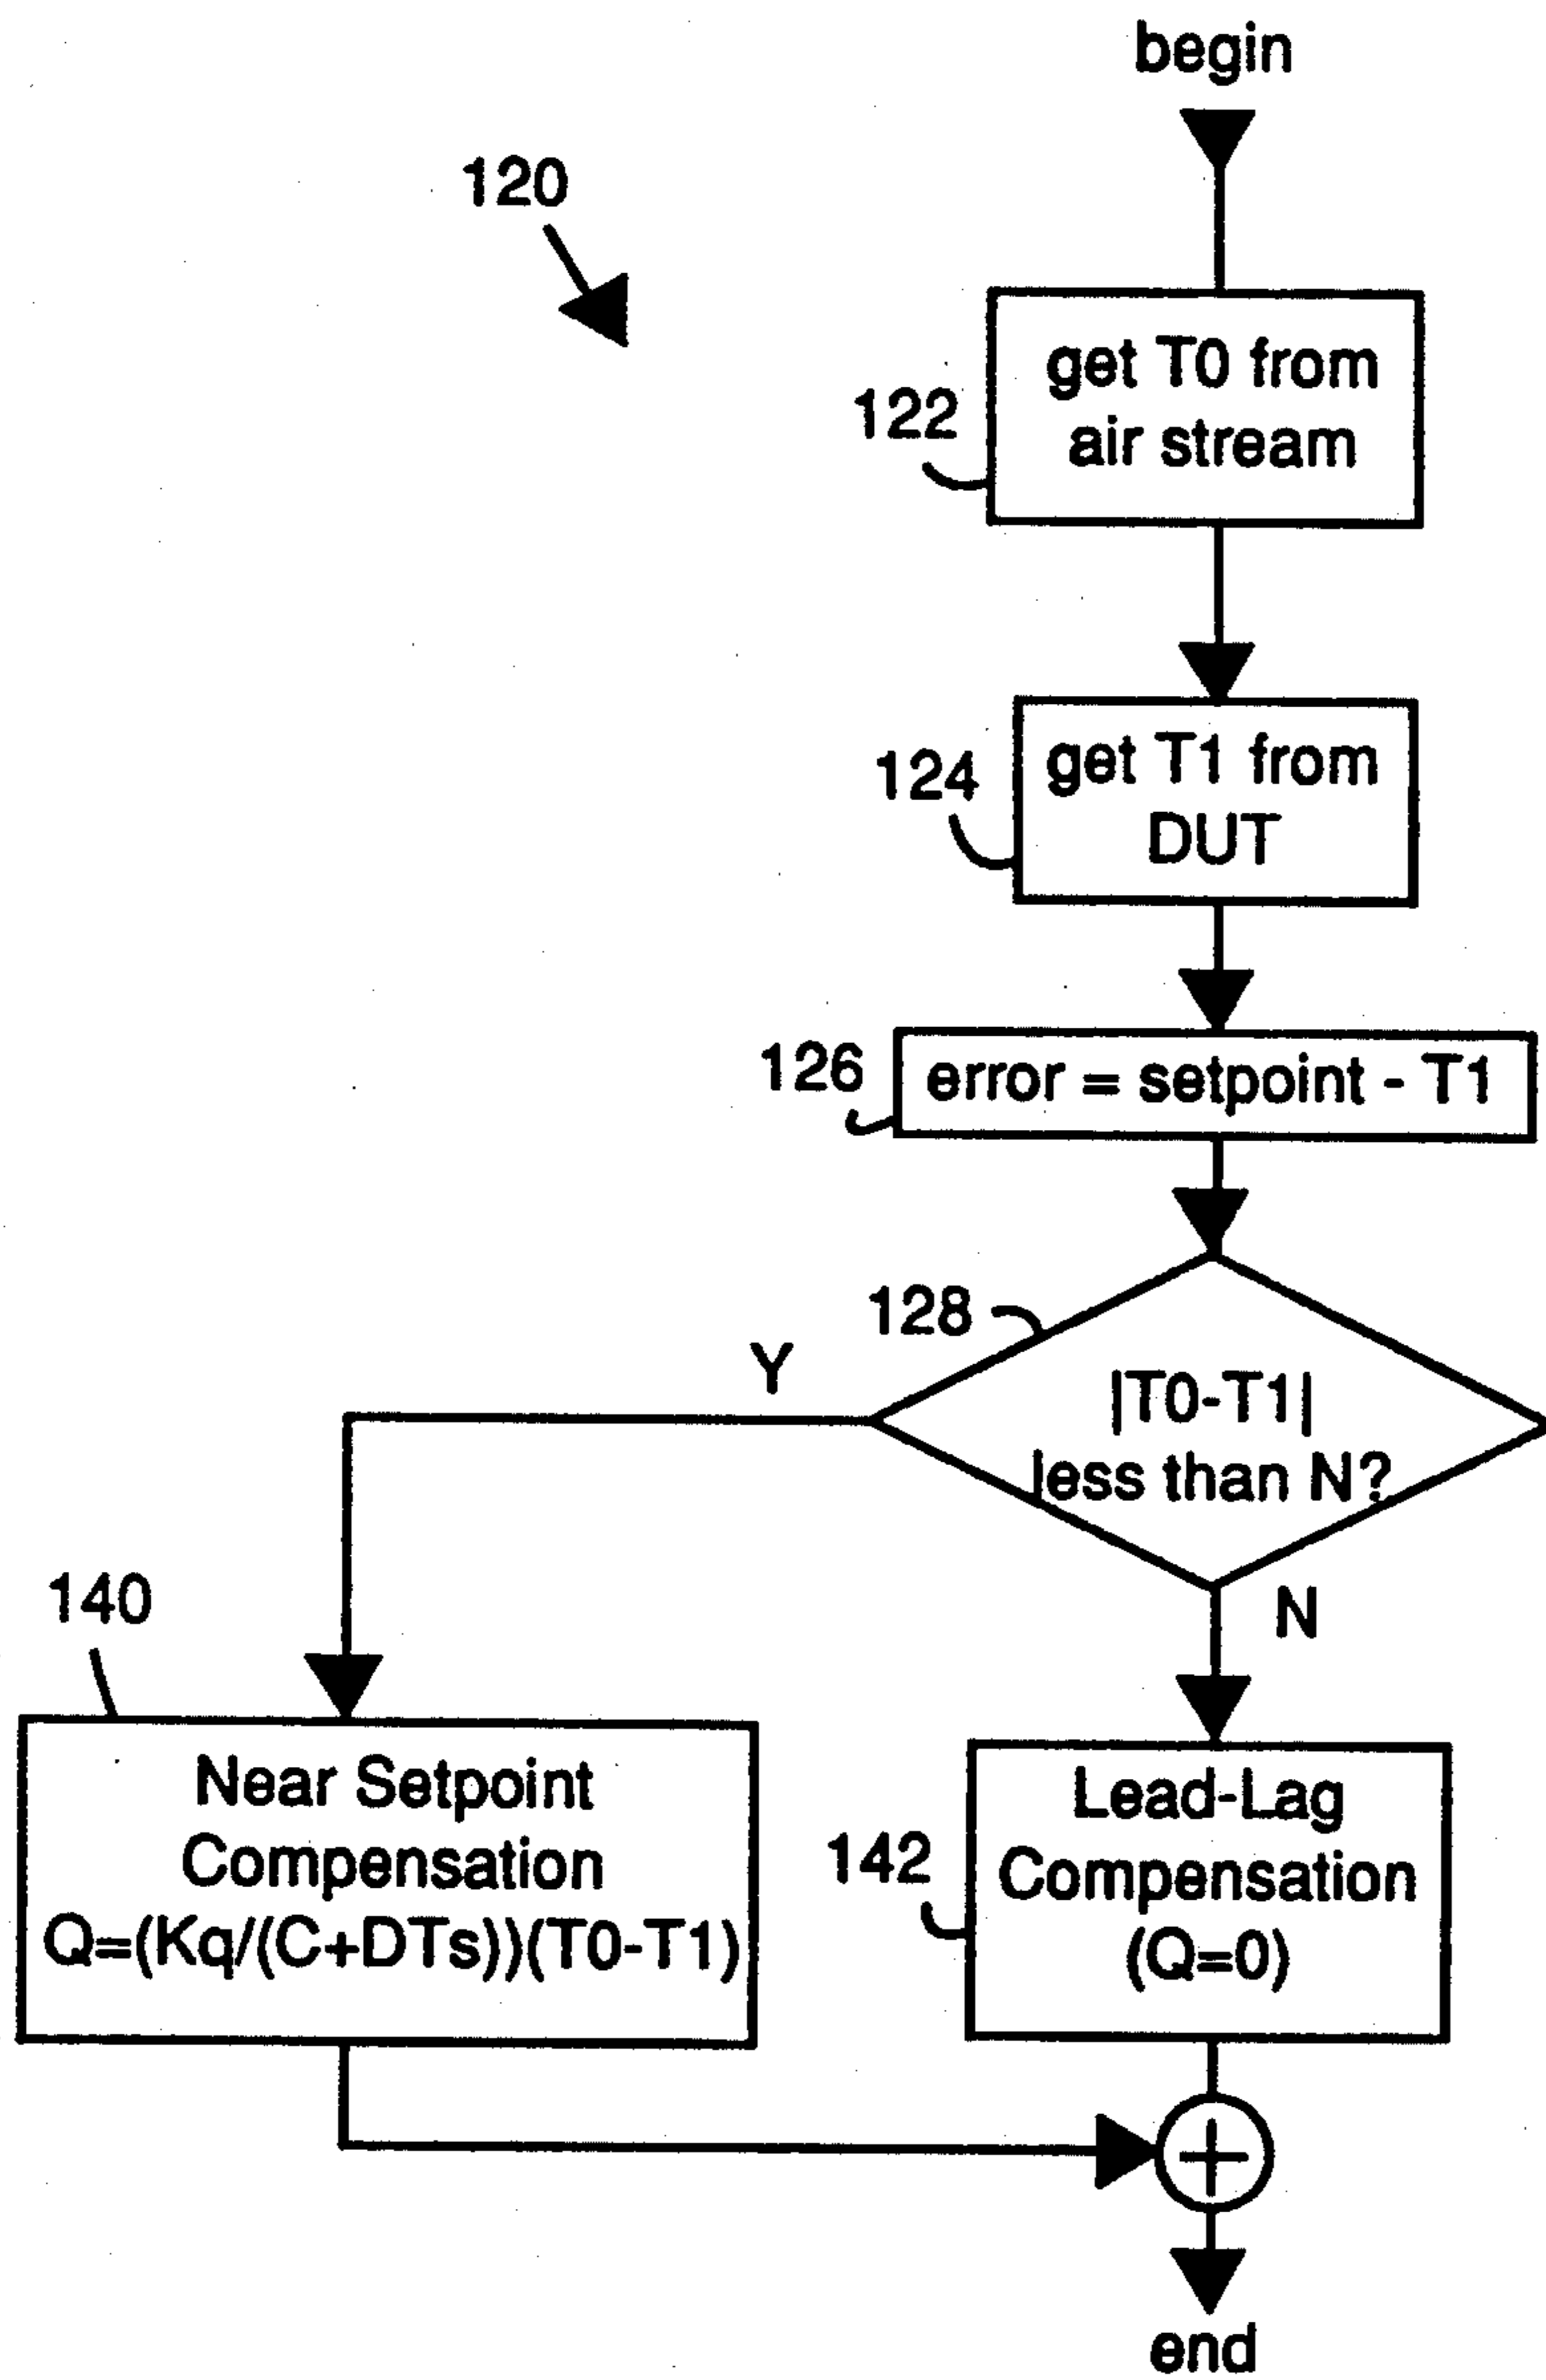 begin
120
get T0 from
air stream
122
get T1 from
DUT
124
126
error = setpoint - T1
128
Y
|T0-T1|
less than N?
N
140
Near Setpoint
Compensation
Q=(Kq/(C+DTs))(T0-T1)
142
Lead-Lag
Compensation
(Q=0)
+
end